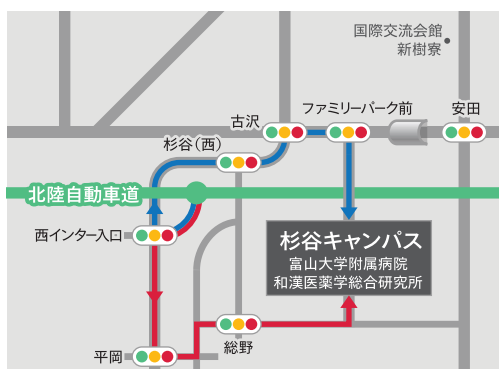 国際交流会館
新樹寮
ファミリーパーク前
安田
古沢
杉谷(西)
北陸自動車道
西インター入口
杉谷キャンパス
富山大学附属病院
和漢医薬学総合研究所
総野
平岡